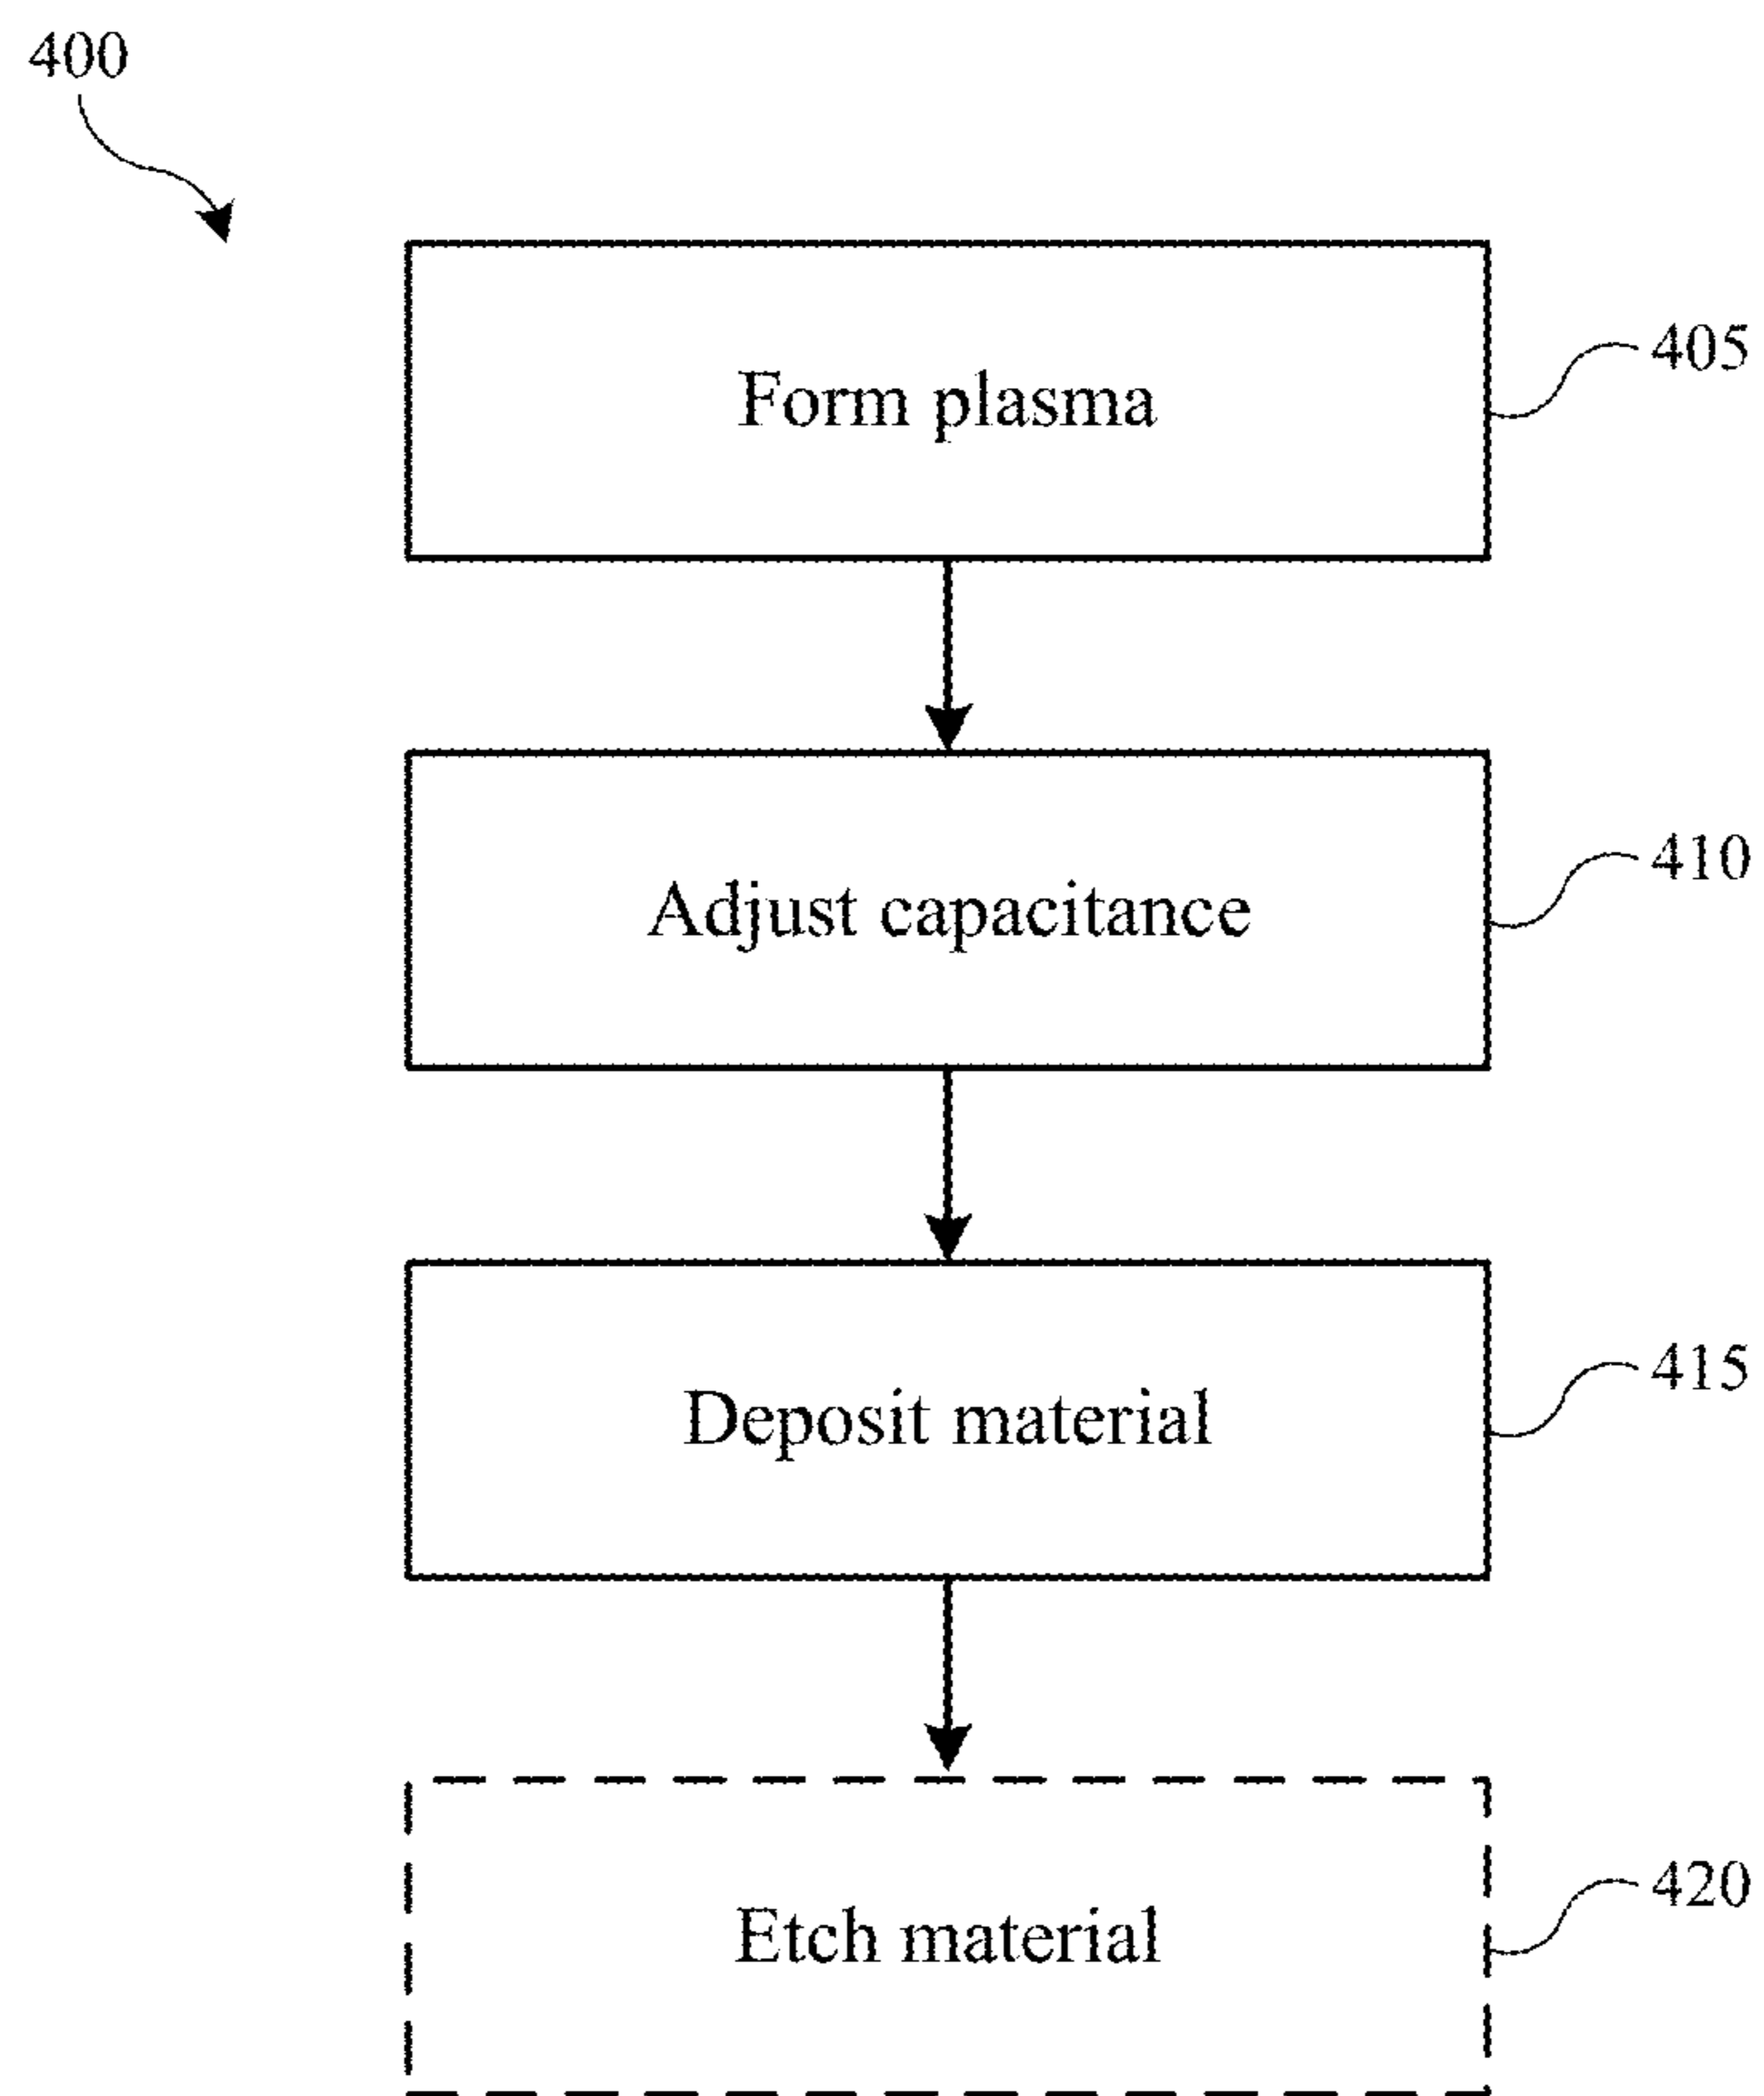 400
Form plasma
405
Adjust capacitance
410
Deposit material
415
Etch material
420